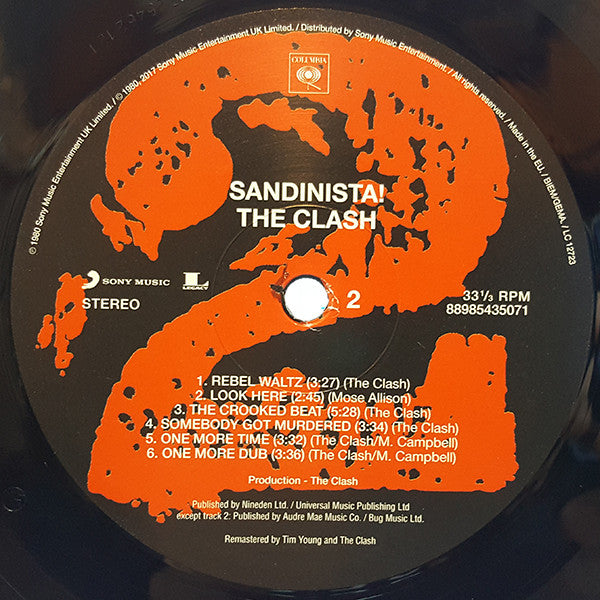 © 1980 Sony Music Entertainment UK Limited. / ℗ 1980, 2017 Sony Music Entertainment UK Limited. / Distributed by Sony Music Entertainment. / All rights reserved. / Made in the EU. / BIEM/GEMA. / LC 12723
COLUMBIA
SANDINISTA!
THE CLASH
SONY MUSIC
L
LEGACY
STEREO
2
33⅓ RPM
88985435071
1. REBEL WALTZ (3:27) (The Clash)
2. LOOK HERE (2:45) (Mose Allison)
3. THE CROOKED BEAT (5:28) (The Clash)
4. SOMEBODY GOT MURDERED (3:34) (The Clash)
5. ONE MORE TIME (3:32) (The Clash/M. Campbell)
6. ONE MORE DUB (3:36) (The Clash/M. Campbell)
Production - The Clash
Published by Nineden Ltd. / Universal Music Publishing Ltd
except track 2: Published by Audre Mae Music Co. / Bug Music Ltd.
Remastered by Tim Young and The Clash